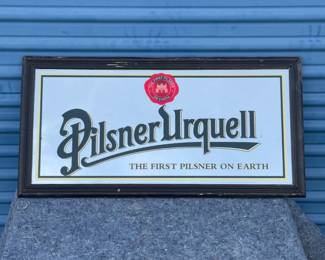 Pilsner Urquell
THE FIRST PILSNER ON EARTH